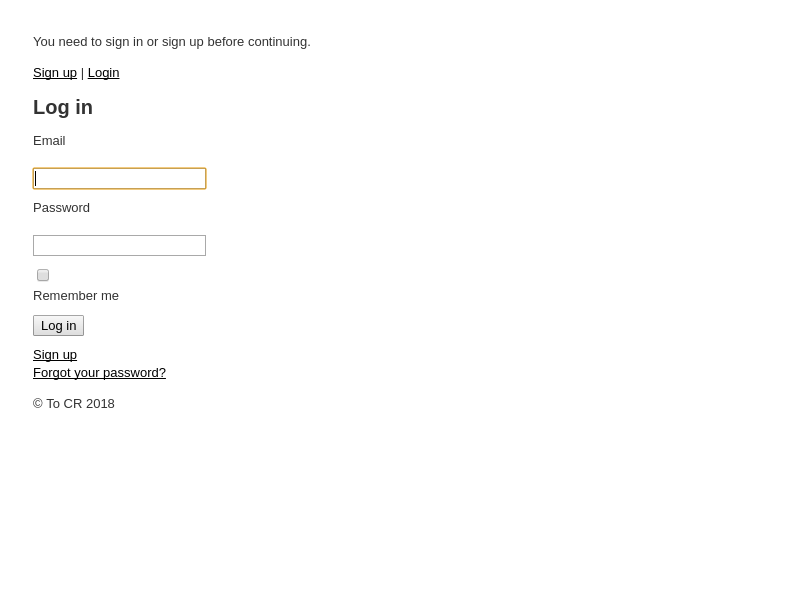 You need to sign in or sign up before continuing.
Sign up | Login
Log in
Email
Password
Remember me
Log in
Sign up
Forgot your password?
© To CR 2018